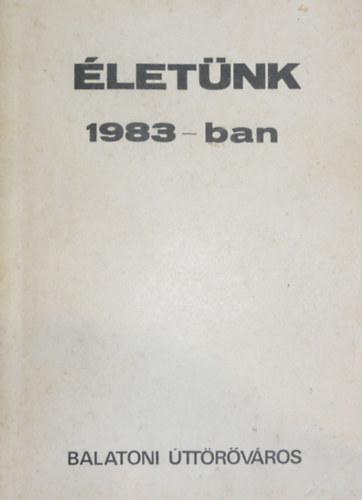 ÉLETÜNK
1983-ban
BALATONI ÚTTÖRŐVÁROS